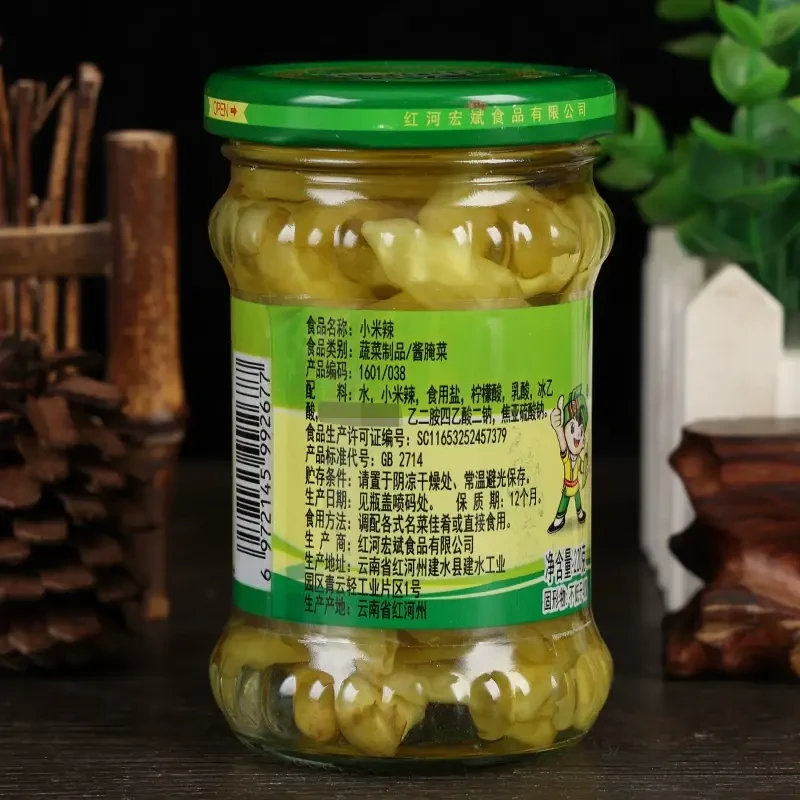 OPEN
红河宏斌食品有限公司
食品名称：小米辣
食品类别：蔬菜制品/酱腌菜
产品编码：1601/038
配 料：水，小米辣，食用盐，柠檬酸，乳酸，冰乙
酸， 乙二胺四乙酸二钠，焦亚硫酸钠。
食品生产许可证编号：SC11653252457379
产品标准代号：GB 2714
贮存条件：请置于阴凉干燥处、常温避光保存。
生产日期：见瓶盖喷码处。 保 质 期：12个月。
食用方法：调配各式名菜佳肴或直接食用。
生 产 商：红河宏斌食品有限公司
生产地址：云南省红河州建水县建水工业
园区青云轻工业片区1号
生产产地：云南省红河州
6 972145 992677
净含量:220克
固形物:不低于